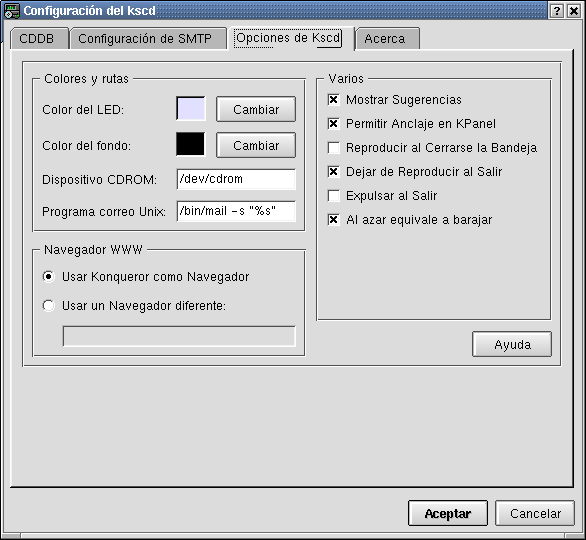 Configuración del kscd
CDDB
Configuración de SMTP
Opciones de Kscd
Acerca
Colores y rutas
Color del LED:
Cambiar
Color del fondo:
Cambiar
Dispositivo CDROM:
/dev/cdrom
Programa correo Unix:
/bin/mail -s "%s"
Navegador WWW
Usar Konqueror como Navegador
Usar un Navegador diferente:
Varios
Mostrar Sugerencias
Permitir Anclaje en KPanel
Reproducir al Cerrarse la Bandeja
Dejar de Reproducir al Salir
Expulsar al Salir
Al azar equivale a barajar
Ayuda
Aceptar
Cancelar